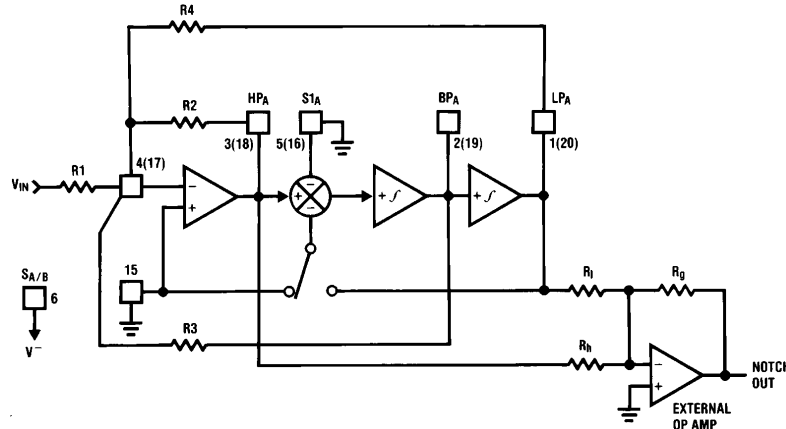 R4
R2
HPA
S1A
BPA
LPA
3(18)
5(16)
2(19)
1(20)
R1
4(17)
VIN
−
+
+
−
−
+ ∫
+ ∫
SA/B
6
V−
15
R3
Rl
Rg
Rh
−
+
NOTCH
OUT
EXTERNAL
OP AMP